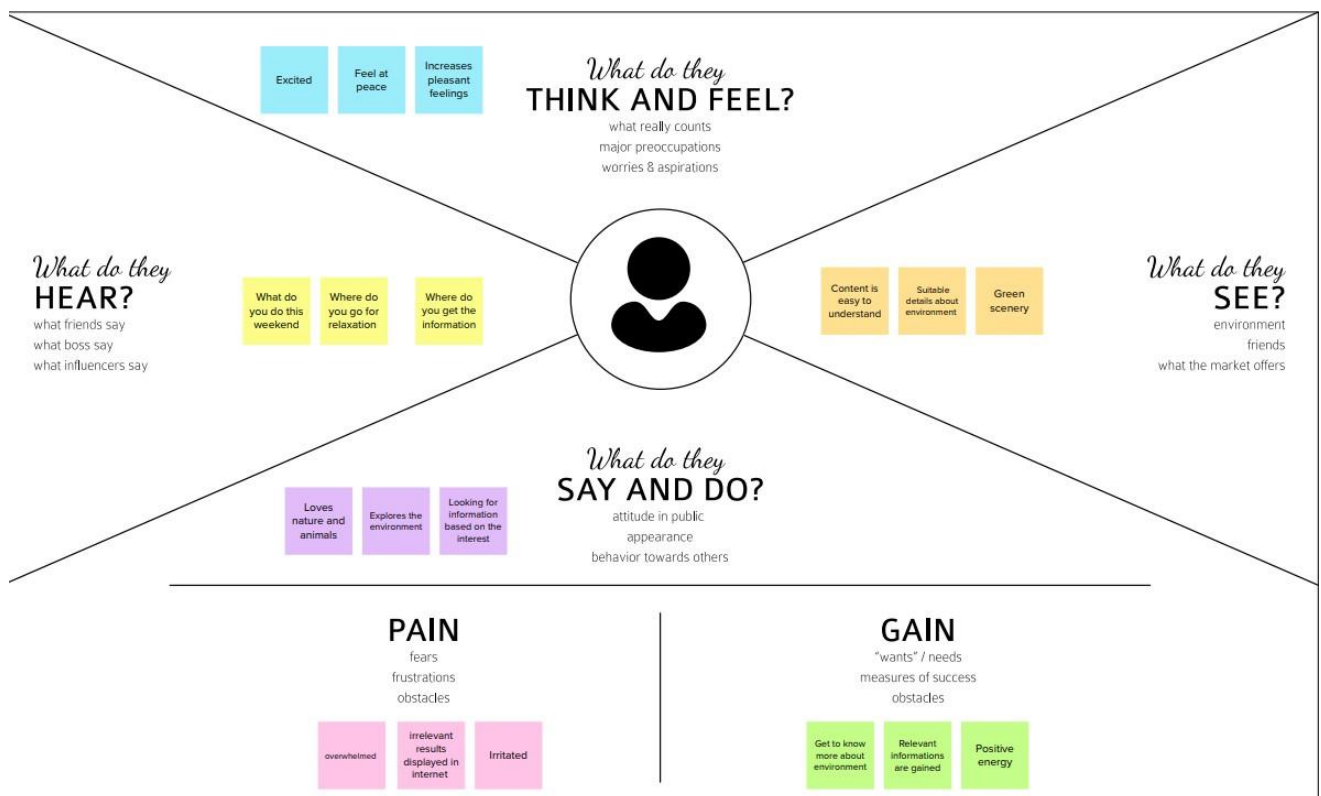 Excited
Feel at
peace
Increases
pleasant
feelings
What do they
THINK AND FEEL?
what really counts
major preoccupations
worries & aspirations
What do they
HEAR?
what friends say
what boss say
what influencers say
What do
you do this
weekend
Where do
you go for
relaxation
Where do
you get the
information
Content is
easy to
understand
Suitable
details about
environment
Green
scenery
What do they
SEE?
environment
friends
what the market offers
What do they
SAY AND DO?
attitude in public
appearance
behavior towards others
Loves
nature and
animals
Explores the
environment
Looking for
information
based on the
interest
PAIN
fears
frustrations
obstacles
overwhelmed
irrelevant
results
displayed in
internet
Irritated
GAIN
"wants" / needs
measures of success
obstacles
Get to know
more about
environment
Relevant
informations
are gained
Positive
energy